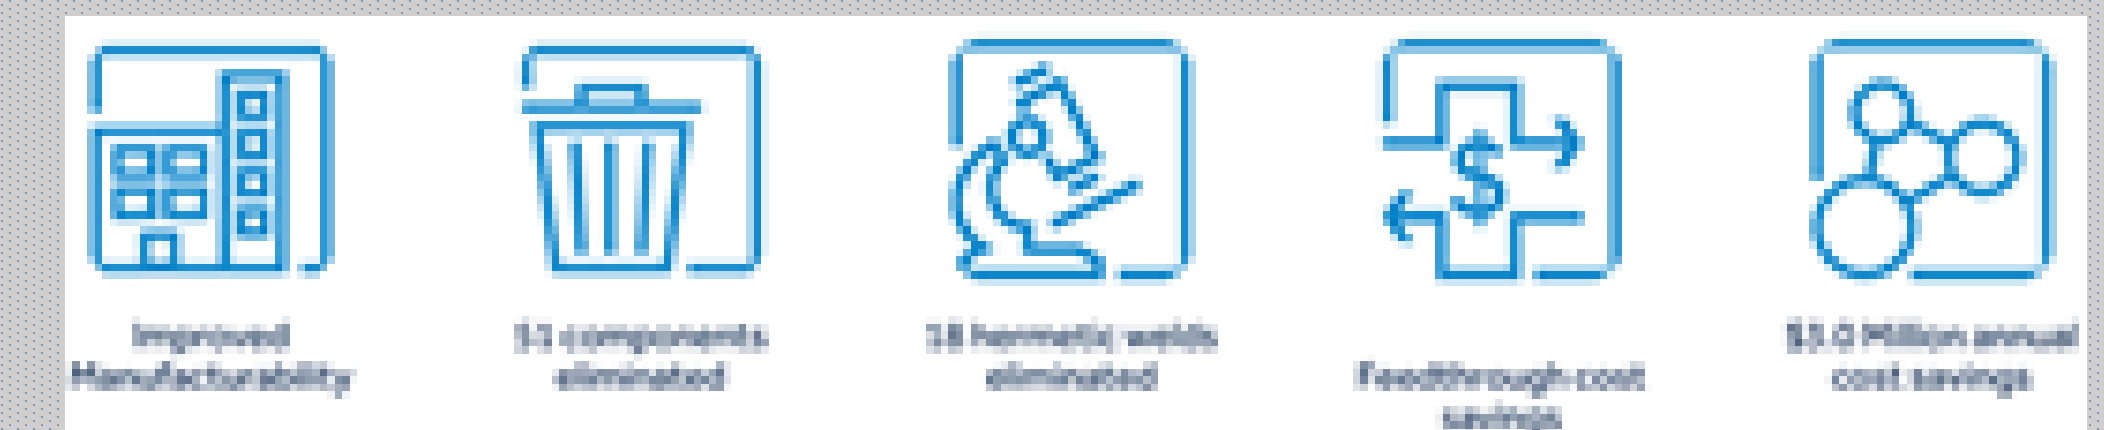 Improved
Manufacturability
components
eliminated
18 hermetic welds
eliminated
Feedthrough cost
savings
Million annual
cost savings